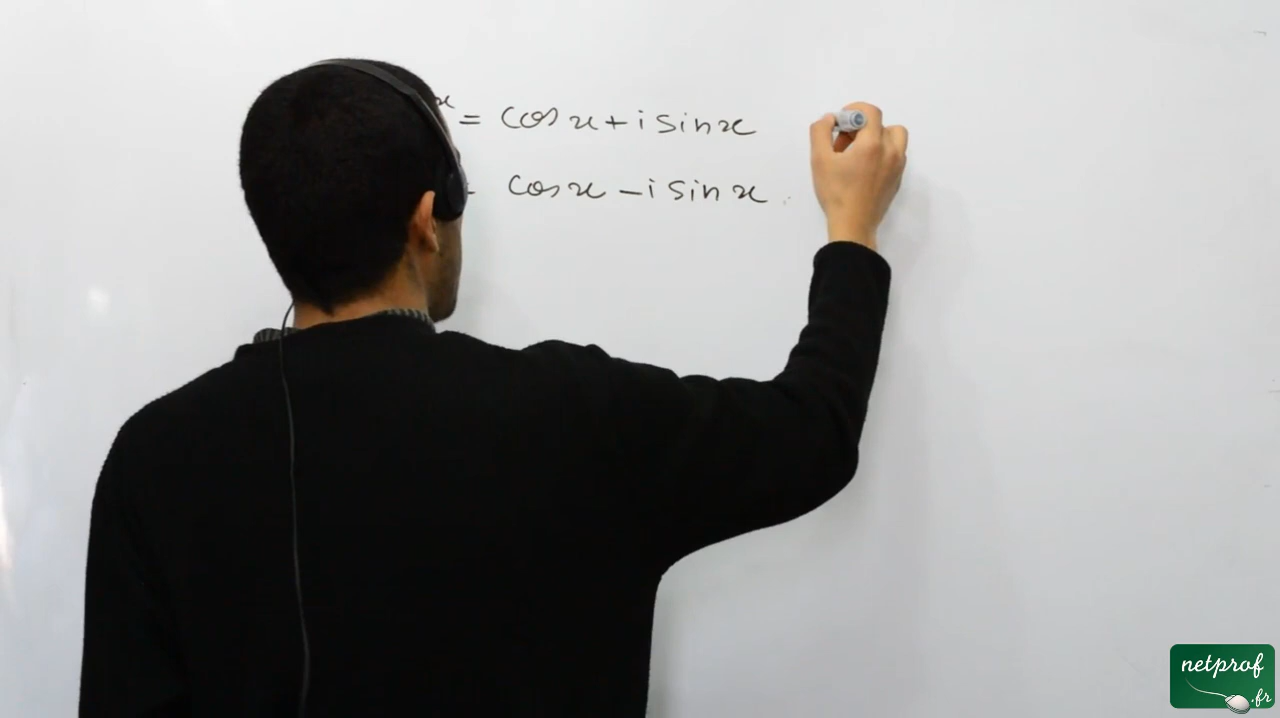 x = cos x + i sin x
= cos x - i sin x
netprof
.fr